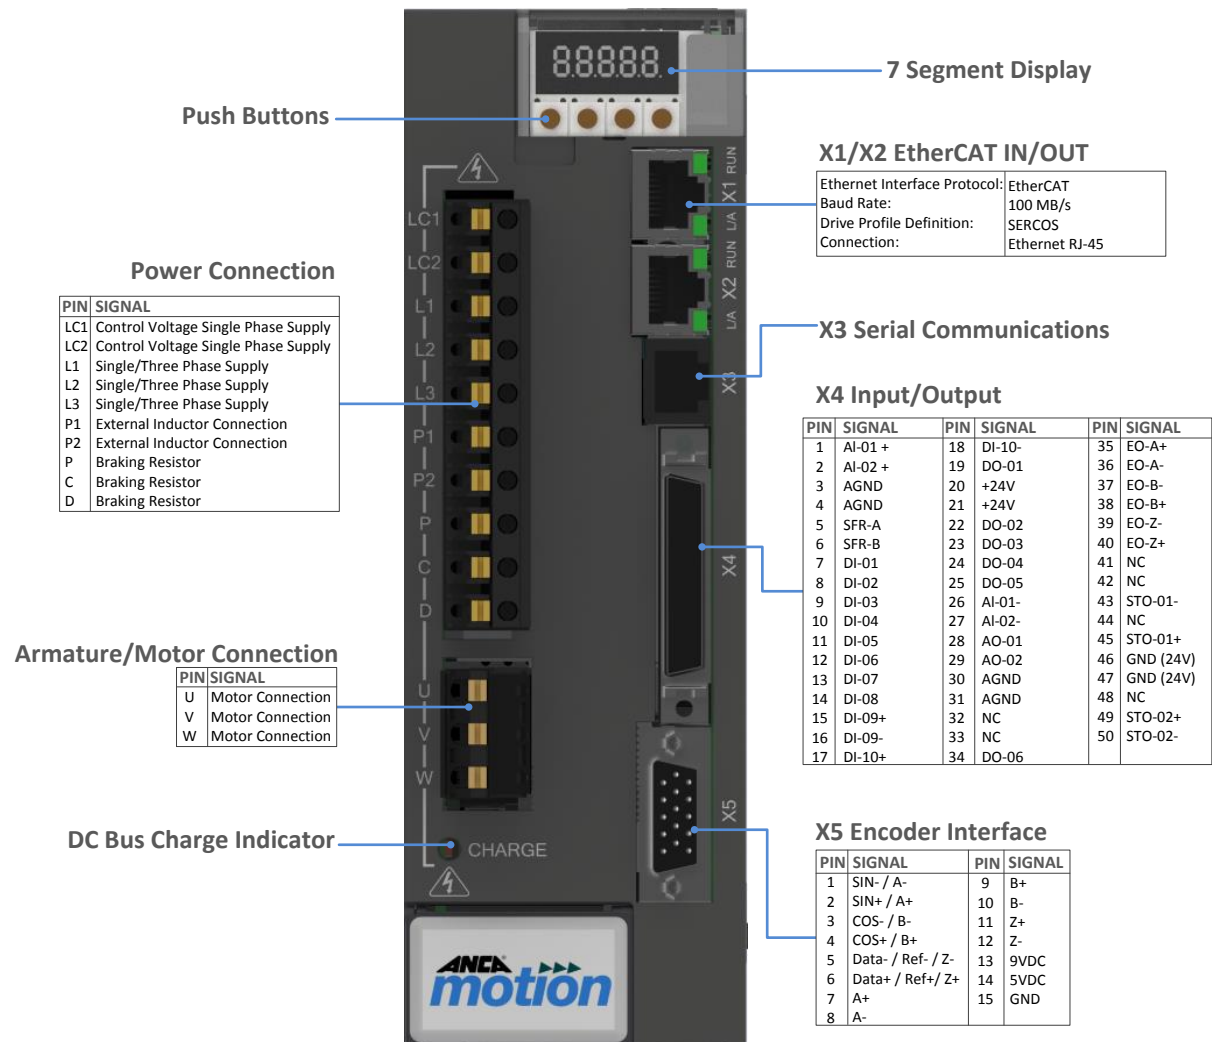 88888.
7 Segment Display
Push Buttons
X1/X2 EtherCAT IN/OUT
Ethernet Interface Protocol: EtherCAT
Baud Rate: 100 MB/s
Drive Profile Definition: SERCOS
Connection: Ethernet RJ-45
RUN
X1
L/A
RUN
X2
L/A
X3
X4
X5
LC1
LC2
L1
L2
L3
P1
P2
P
C
D
U
V
W
CHARGE
Power Connection
PIN SIGNAL
LC1 Control Voltage Single Phase Supply
LC2 Control Voltage Single Phase Supply
L1 Single/Three Phase Supply
L2 Single/Three Phase Supply
L3 Single/Three Phase Supply
P1 External Inductor Connection
P2 External Inductor Connection
P Braking Resistor
C Braking Resistor
D Braking Resistor
X3 Serial Communications
X4 Input/Output
PIN SIGNAL PIN SIGNAL PIN SIGNAL
1 AI-01 + 18 DI-10- 35 EO-A+
2 AI-02 + 19 DO-01 36 EO-A-
3 AGND 20 +24V 37 EO-B-
4 AGND 21 +24V 38 EO-B+
5 SFR-A 22 DO-02 39 EO-Z-
6 SFR-B 23 DO-03 40 EO-Z+
7 DI-01 24 DO-04 41 NC
8 DI-02 25 DO-05 42 NC
9 DI-03 26 AI-01- 43 STO-01-
10 DI-04 27 AI-02- 44 NC
11 DI-05 28 AO-01 45 STO-01+
12 DI-06 29 AO-02 46 GND (24V)
13 DI-07 30 AGND 47 GND (24V)
14 DI-08 31 AGND 48 NC
15 DI-09+ 32 NC 49 STO-02+
16 DI-09- 33 NC 50 STO-02-
17 DI-10+ 34 DO-06
Armature/Motor Connection
PIN SIGNAL
U Motor Connection
V Motor Connection
W Motor Connection
DC Bus Charge Indicator
X5 Encoder Interface
PIN SIGNAL PIN SIGNAL
1 SIN- / A- 9 B+
2 SIN+ / A+ 10 B-
3 COS- / B- 11 Z+
4 COS+ / B+ 12 Z-
5 Data- / Ref- / Z- 13 9VDC
6 Data+ / Ref+/ Z+ 14 5VDC
7 A+ 15 GND
8 A-
ANCA
motion